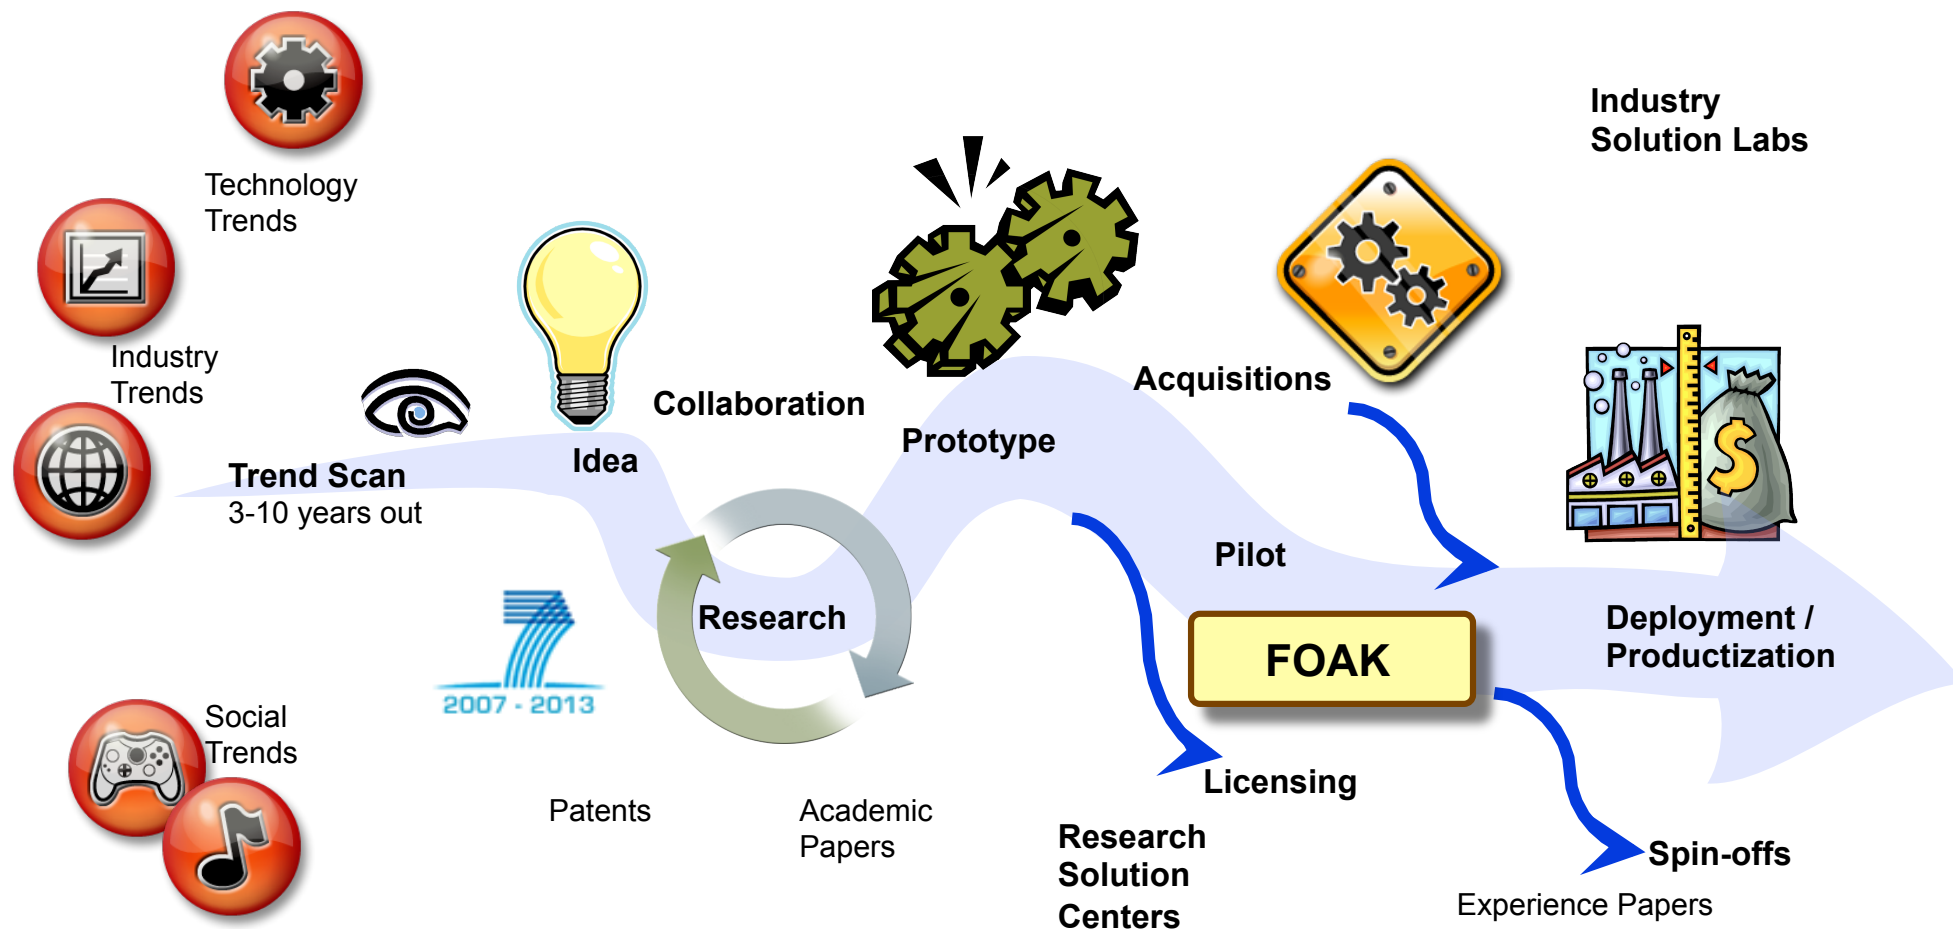 Technology
Trends
Industry
Trends
Trend Scan
3-10 years out
Social
Trends
Idea
Collaboration
Research
7
2007 - 2013
Patents
Academic
Papers
Prototype
Acquisitions
Pilot
FOAK
Licensing
Research
Solution
Centers
Industry
Solution Labs
$
Deployment /
Productization
Spin-offs
Experience Papers